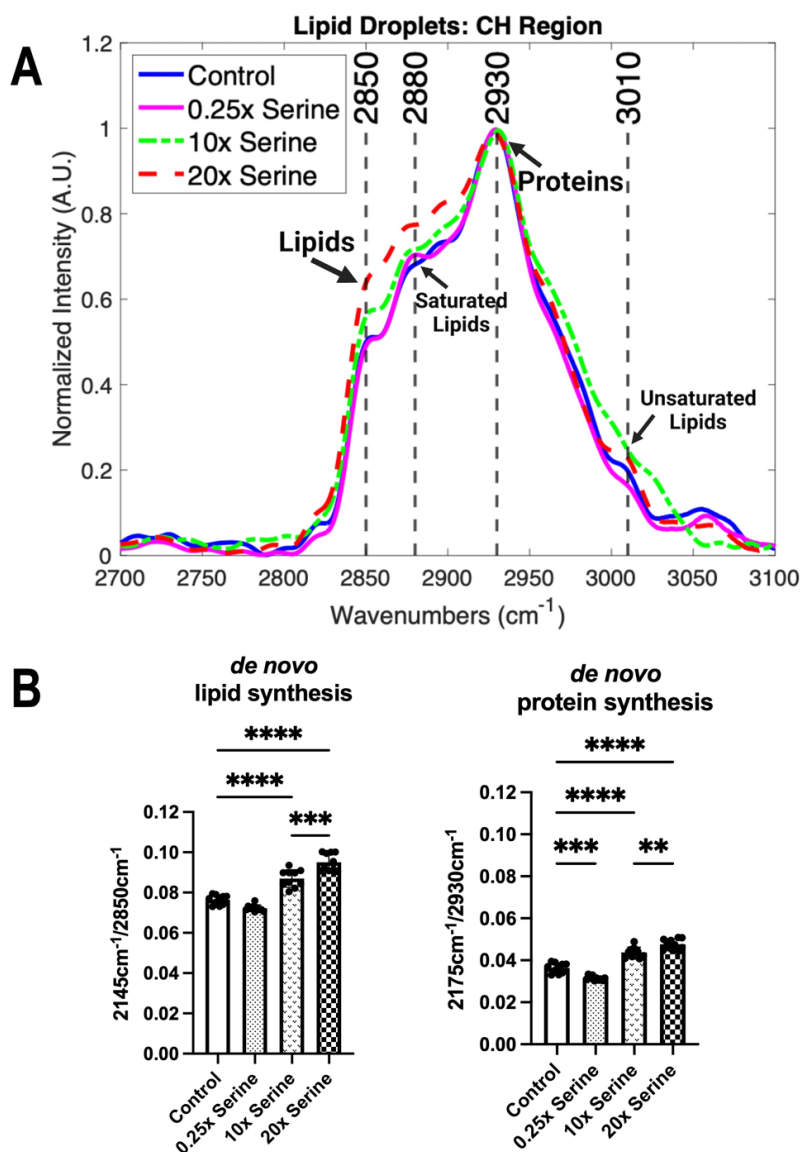 A
Lipid Droplets: CH Region
Control
0.25x Serine
10x Serine
20x Serine
2850
2880
2930
3010
Lipids
Saturated
Lipids
Proteins
Unsaturated
Lipids
Normalized Intensity (A.U.)
1.2
1
0.8
0.6
0.4
0.2
0
2700
2750
2800
2850
2900
2950
3000
3050
3100
Wavenumbers (cm⁻¹)
B
de novo
lipid synthesis
****
****
***
2145cm⁻¹/2850cm⁻¹
0.12
0.10
0.08
0.06
0.04
0.02
0.00
Control
0.25x Serine
10x Serine
20x Serine
de novo
protein synthesis
****
****
***
**
2175cm⁻¹/2930cm⁻¹
0.12
0.10
0.08
0.06
0.04
0.02
0.00
Control
0.25x Serine
10x Serine
20x Serine